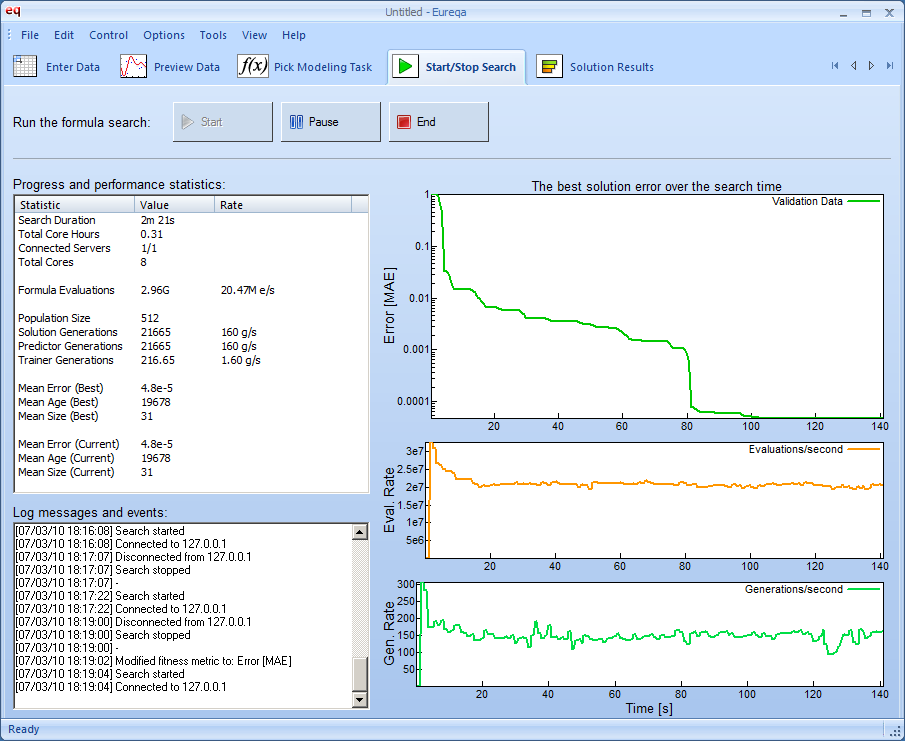 eq Untitled - Eureqa
File Edit Control Options Tools View Help
Enter Data Preview Data f(x) Pick Modeling Task Start/Stop Search Solution Results
Run the formula search: Start Pause End
Progress and performance statistics:
Statistic Value Rate
Search Duration 2m 21s
Total Core Hours 0.31
Connected Servers 1/1
Total Cores 8
Formula Evaluations 2.96G 20.47M e/s
Population Size 512
Solution Generations 21665 160 g/s
Predictor Generations 21665 160 g/s
Trainer Generations 216.65 1.60 g/s
Mean Error (Best) 4.8e-5
Mean Age (Best) 19678
Mean Size (Best) 31
Mean Error (Current) 4.8e-5
Mean Age (Current) 19678
Mean Size (Current) 31
Log messages and events:
[07/03/10 18:16:08] Search started
[07/03/10 18:16:08] Connected to 127.0.0.1
[07/03/10 18:17:07] Disconnected from 127.0.0.1
[07/03/10 18:17:07] Search stopped
[07/03/10 18:17:07] -
[07/03/10 18:17:22] Search started
[07/03/10 18:17:22] Connected to 127.0.0.1
[07/03/10 18:19:00] Disconnected from 127.0.0.1
[07/03/10 18:19:00] Search stopped
[07/03/10 18:19:00] -
[07/03/10 18:19:02] Modified fitness metric to: Error [MAE]
[07/03/10 18:19:04] Search started
[07/03/10 18:19:04] Connected to 127.0.0.1
The best solution error over the search time
Validation Data
Error [MAE]
1
0.1
0.01
0.001
0.0001
20 40 60 80 100 120 140
Evaluations/second
Eval. Rate
3e7
2.5e7
2e7
1.5e7
1e7
5e6
20 40 60 80 100 120 140
Generations/second
Gen. Rate
300
250
200
150
100
50
20 40 60 80 100 120 140
Time [s]
Ready